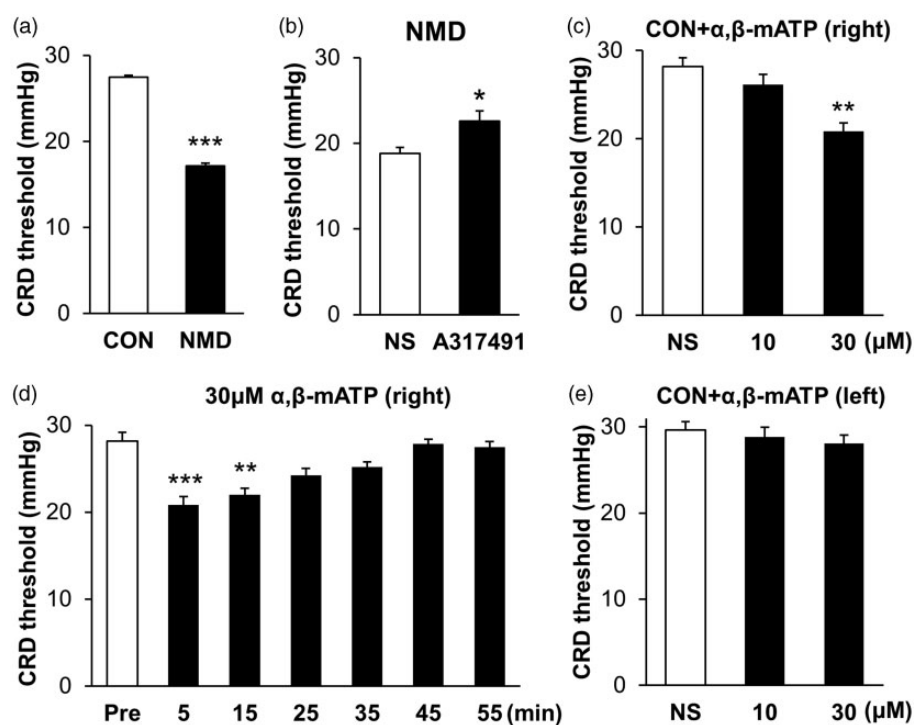 (a)
CRD threshold (mmHg)
30
20
10
0
***
CON NMD
(b)
NMD
CRD threshold (mmHg)
30
20
10
0
*
NS A317491
(c)
CON+α,β-mATP (right)
CRD threshold (mmHg)
30
20
10
0
**
NS 10 30 (μM)
(d)
30μM α,β-mATP (right)
CRD threshold (mmHg)
30
20
10
0
*** **
Pre 5 15 25 35 45 55 (min)
(e)
CON+α,β-mATP (left)
CRD threshold (mmHg)
30
20
10
0
NS 10 30 (μM)